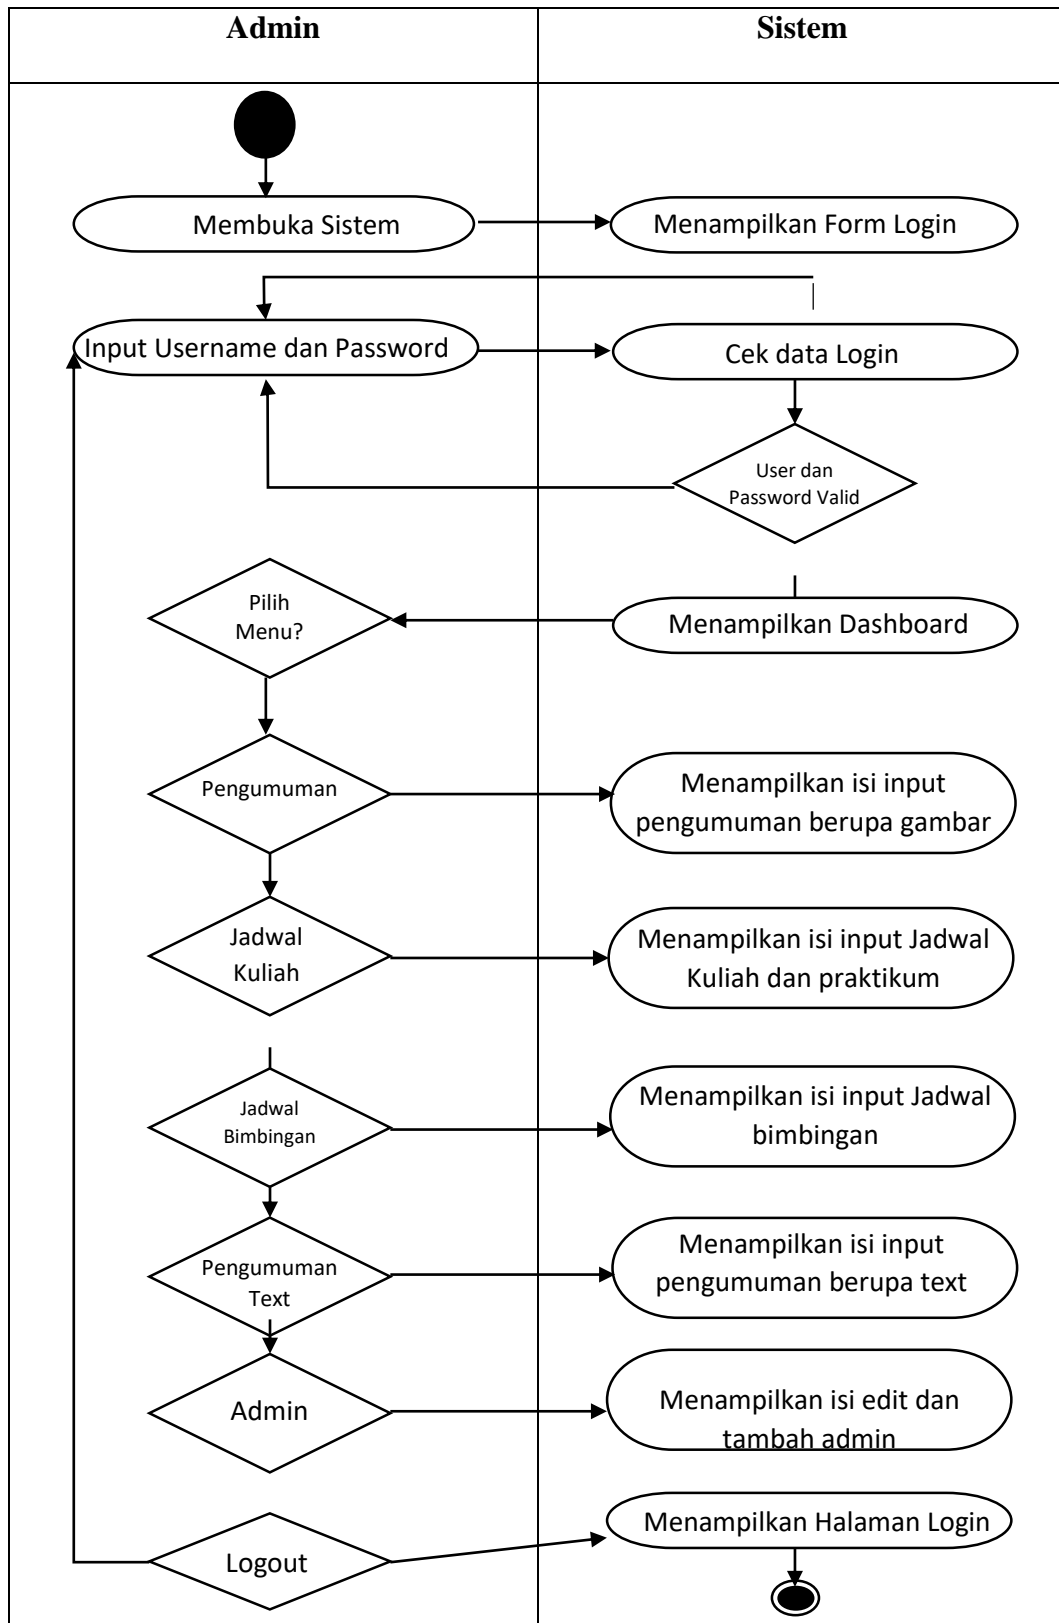 Admin
Sistem
Membuka Sistem
Menampilkan Form Login
Input Username dan Password
Cek data Login
User dan
Password Valid
Pilih
Menu?
Menampilkan Dashboard
Pengumuman
Menampilkan isi input
pengumuman berupa gambar
Jadwal
Kuliah
Menampilkan isi input Jadwal
Kuliah dan praktikum
Jadwal
Bimbingan
Menampilkan isi input Jadwal
bimbingan
Pengumuman
Text
Menampilkan isi input
pengumuman berupa text
Admin
Menampilkan isi edit dan
tambah admin
Logout
Menampilkan Halaman Login